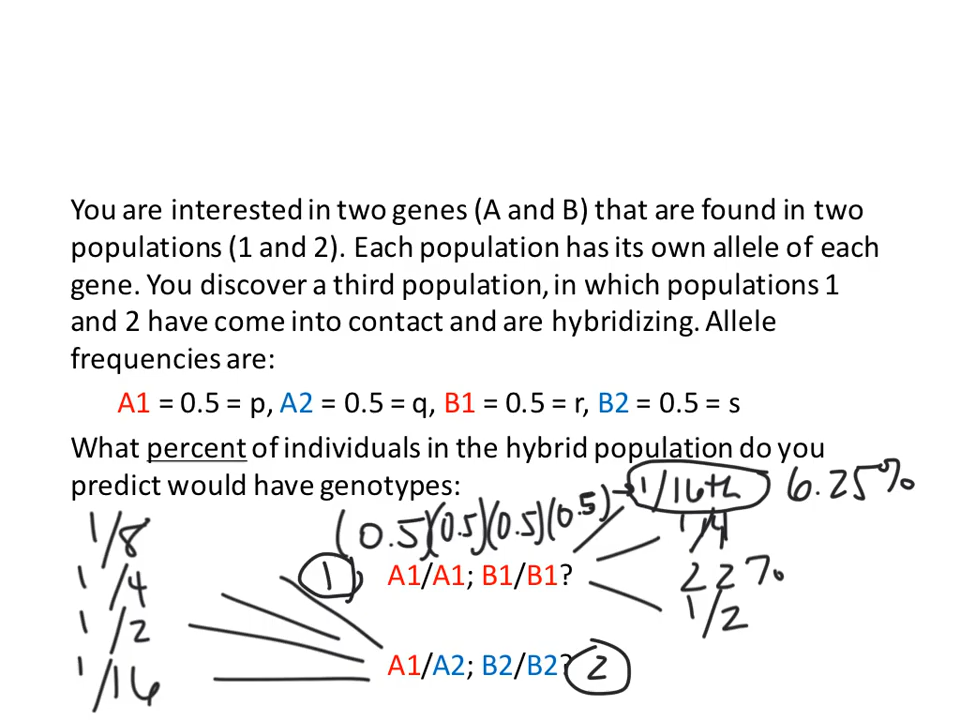 You are interested in two genes (A and B) that are found in two
populations (1 and 2). Each population has its own allele of each
gene. You discover a third population, in which populations 1
and 2 have come into contact and are hybridizing. Allele
frequencies are:
A1 = 0.5 = p, A2 = 0.5 = q, B1 = 0.5 = r, B2 = 0.5 = s
What percent of individuals in the hybrid population do you
predict would have genotypes:
1/16th 6.25%
(0.5)(0.5)(0.5)(0.5)
1/8
1/4
1 A1/A1; B1/B1?
22%
1/4
1/2
1/2
A1/A2; B2/B2? 2
1/16